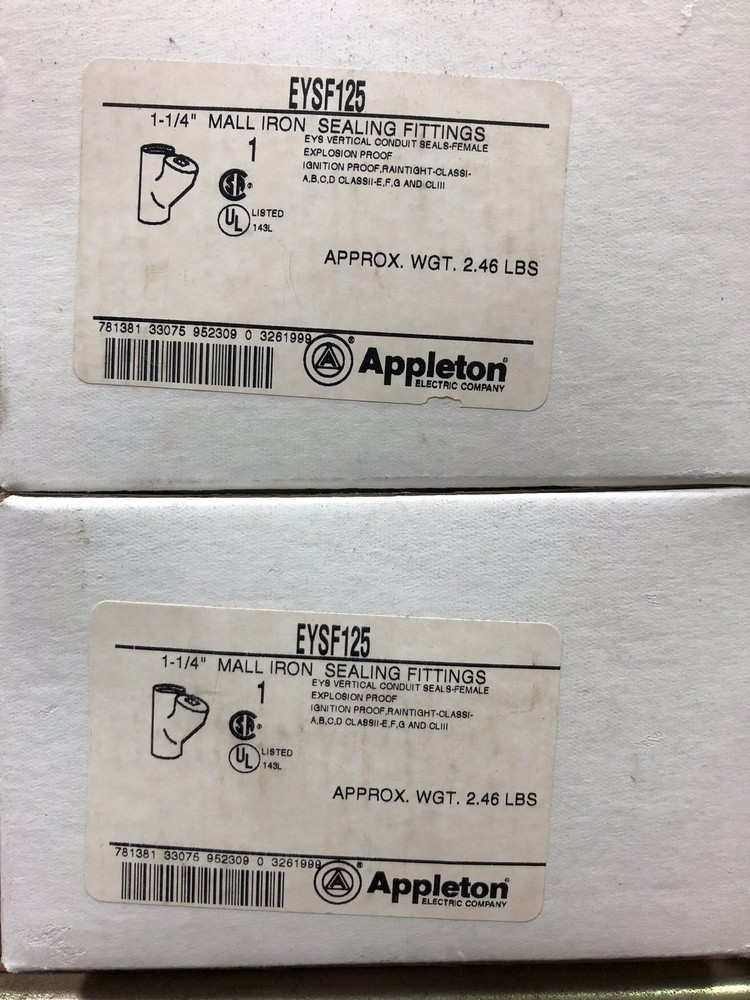 EYSF125
1-1/4" MALL IRON SEALING FITTINGS
1
EYS VERTICAL CONDUIT SEALS-FEMALE
EXPLOSION PROOF
IGNITION PROOF,RAINTIGHT-CLASSI-
A,B,C,D CLASSII-E,F,G AND CLIII
SA ®
UL LISTED
143L
APPROX. WGT. 2.46 LBS
781381 33075 952309 0 3261999
A ® Appleton®
ELECTRIC COMPANY
EYSF125
1-1/4" MALL IRON SEALING FITTINGS
1
EYS VERTICAL CONDUIT SEALS-FEMALE
EXPLOSION PROOF
IGNITION PROOF,RAINTIGHT-CLASSI-
A,B,C,D CLASSII-E,F,G AND CLIII
SA ®
UL LISTED
143L
APPROX. WGT. 2.46 LBS
781381 33075 952309 0 3261999
A ® Appleton®
ELECTRIC COMPANY